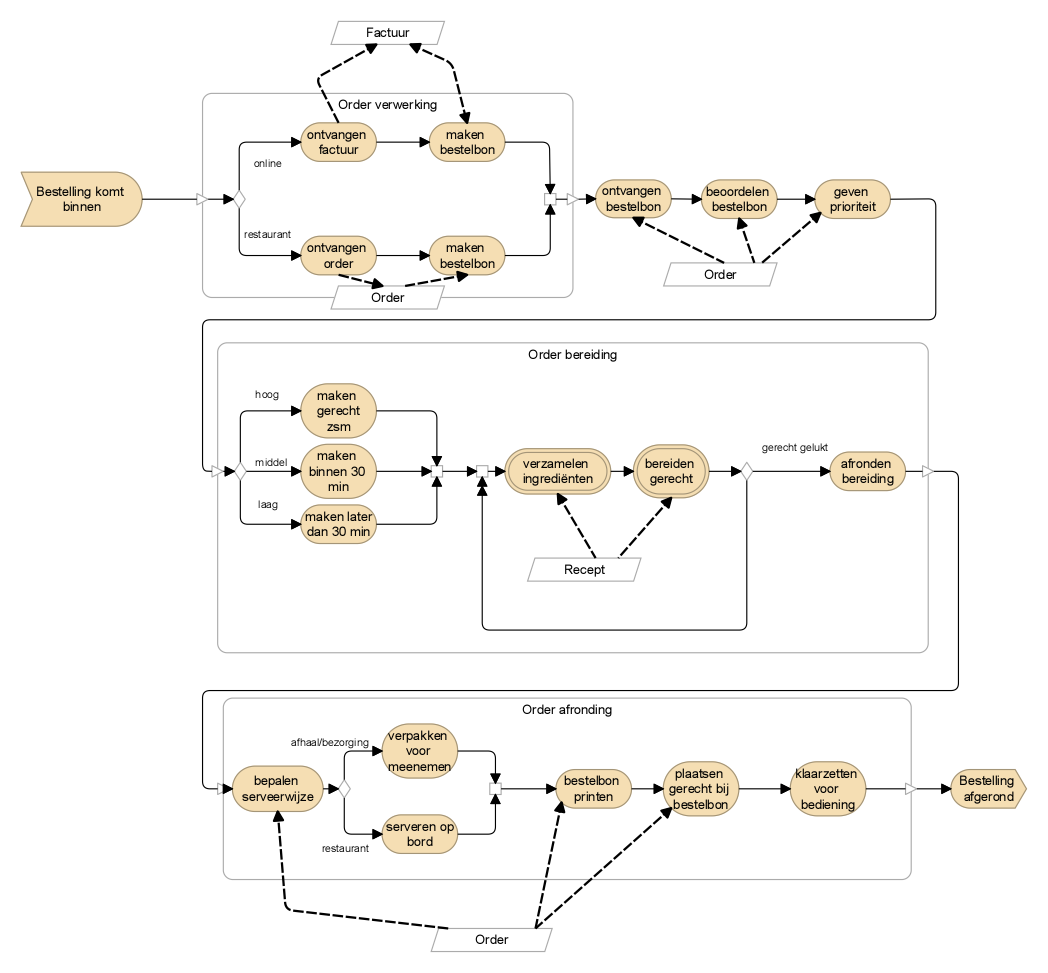 Factuur
Order verwerking
ontvangen
factuur
maken
bestelbon
online
Bestelling komt
binnen
ontvangen
bestelbon
beoordelen
bestelbon
geven
prioriteit
restaurant
ontvangen
order
maken
bestelbon
Order
Order
Order bereiding
hoog
maken
gerecht
zsm
middel
maken
binnen 30
min
laag
maken later
dan 30 min
verzamelen
ingrediënten
bereiden
gerecht
gerecht gelukt
afronden
bereiding
Recept
Order afronding
afhaal/bezorging
verpakken
voor
meenemen
bepalen
serveerwijze
restaurant
serveren op
bord
bestelbon
printen
plaatsen
gerecht bij
bestelbon
klaarzetten
voor
bediening
Bestelling
afgerond
Order